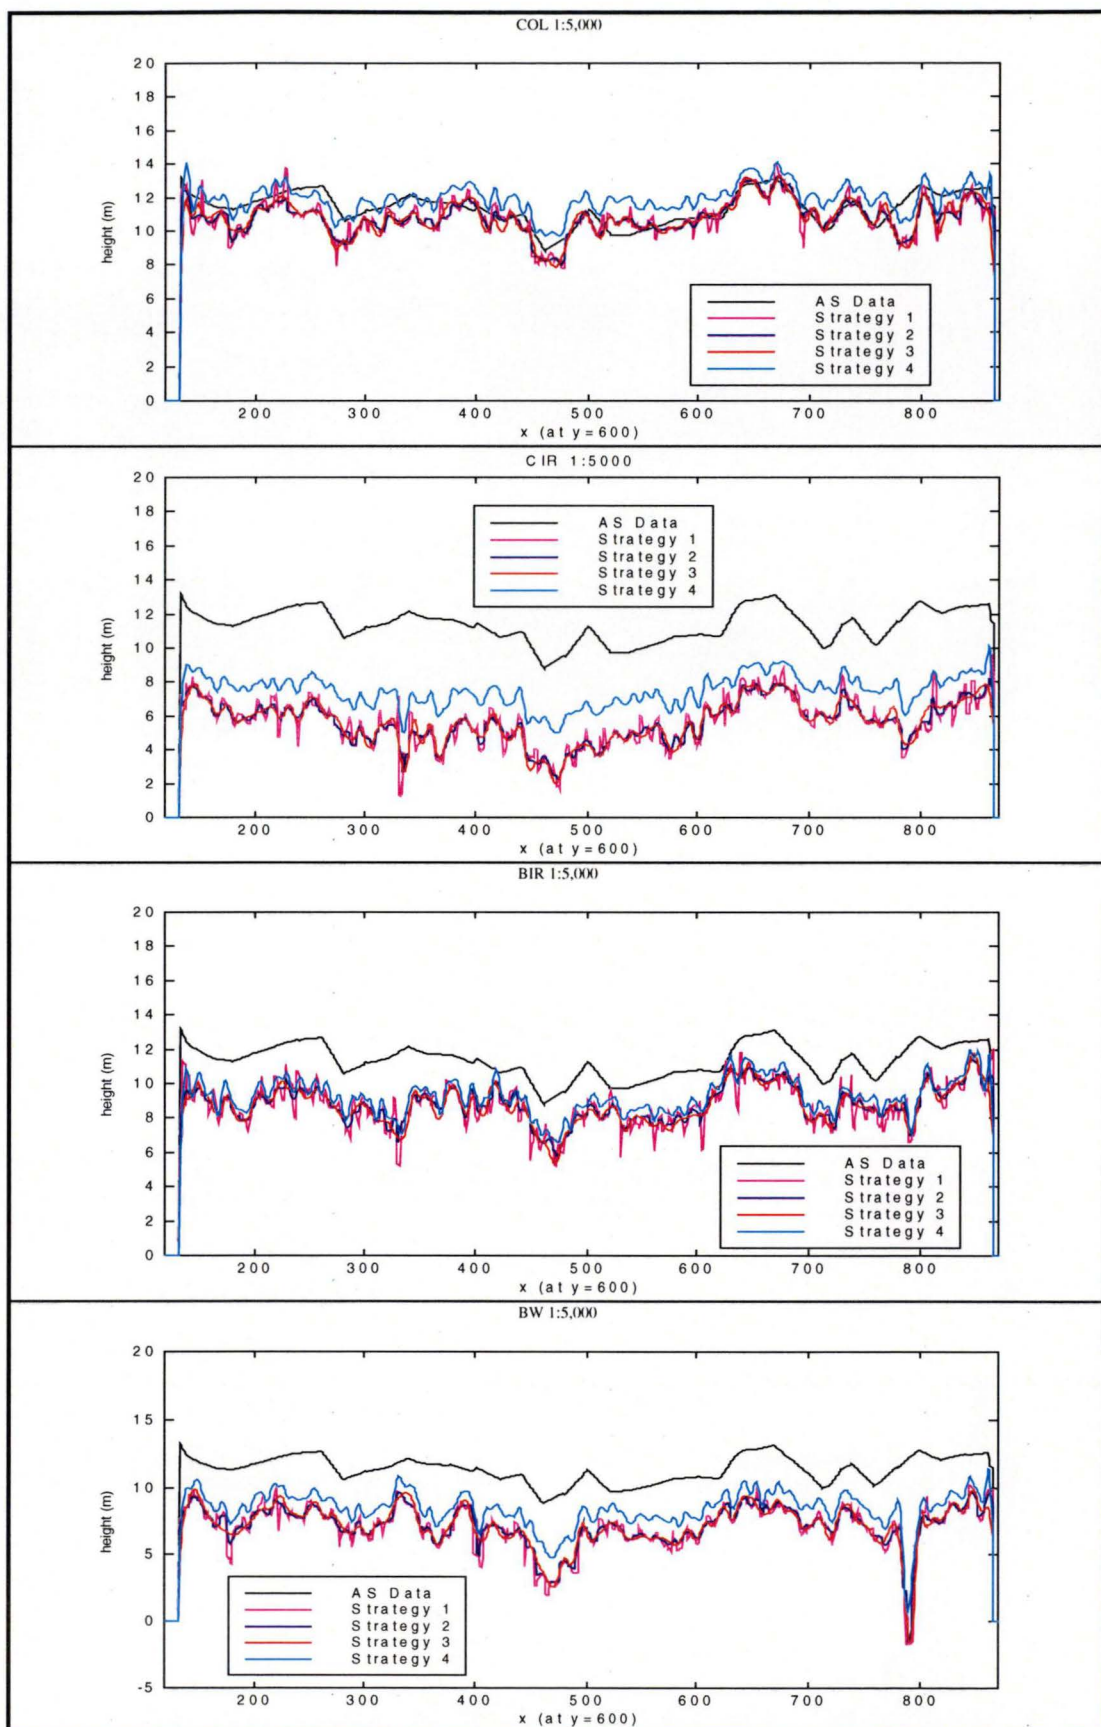 COL 1:5,000
20
18
16
14
12
10
8
6
4
2
0
height (m)
AS Data
Strategy 1
Strategy 2
Strategy 3
Strategy 4
200 300 400 500 600 700 800
x (at y=600)
CIR 1:5000
20
18
16
14
12
10
8
6
4
2
0
height (m)
AS Data
Strategy 1
Strategy 2
Strategy 3
Strategy 4
200 300 400 500 600 700 800
x (at y=600)
BIR 1:5,000
20
18
16
14
12
10
8
6
4
2
0
height (m)
AS Data
Strategy 1
Strategy 2
Strategy 3
Strategy 4
200 300 400 500 600 700 800
x (at y=600)
BW 1:5,000
20
15
10
5
0
-5
height (m)
AS Data
Strategy 1
Strategy 2
Strategy 3
Strategy 4
200 300 400 500 600 700 800
x (at y=600)